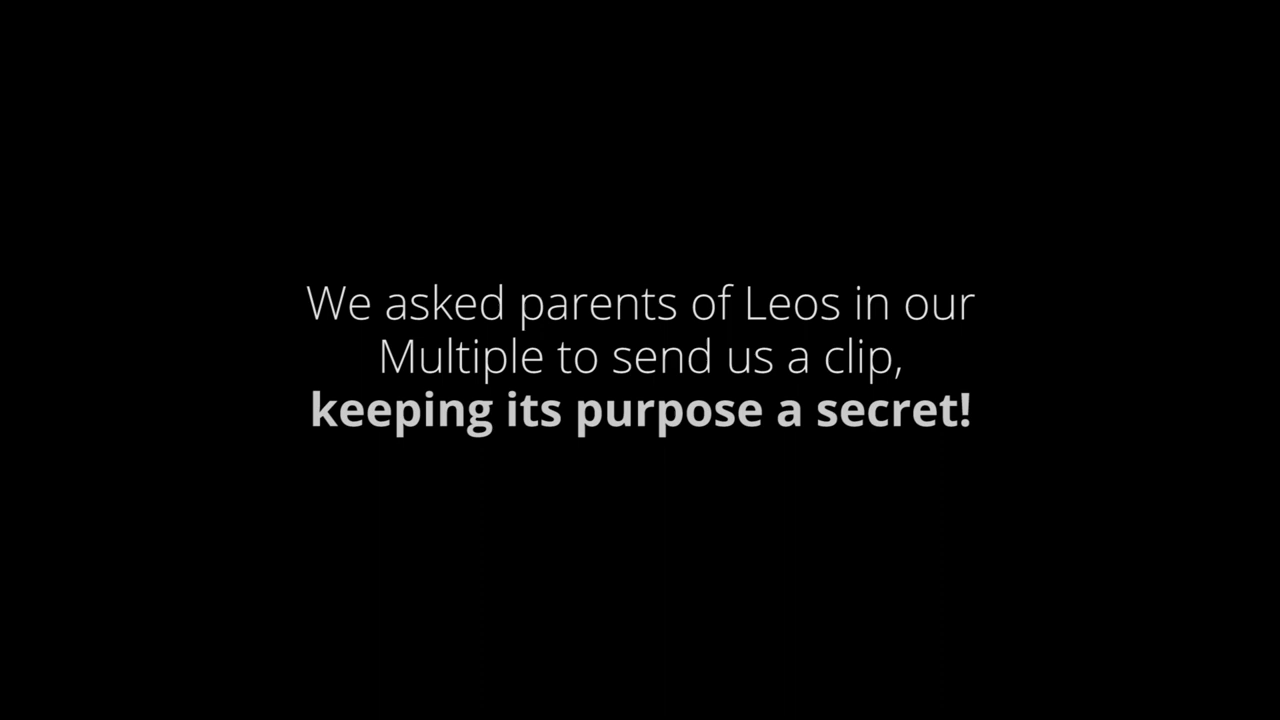 We asked parents of Leos in our
Multiple to send us a clip,
keeping its purpose a secret!